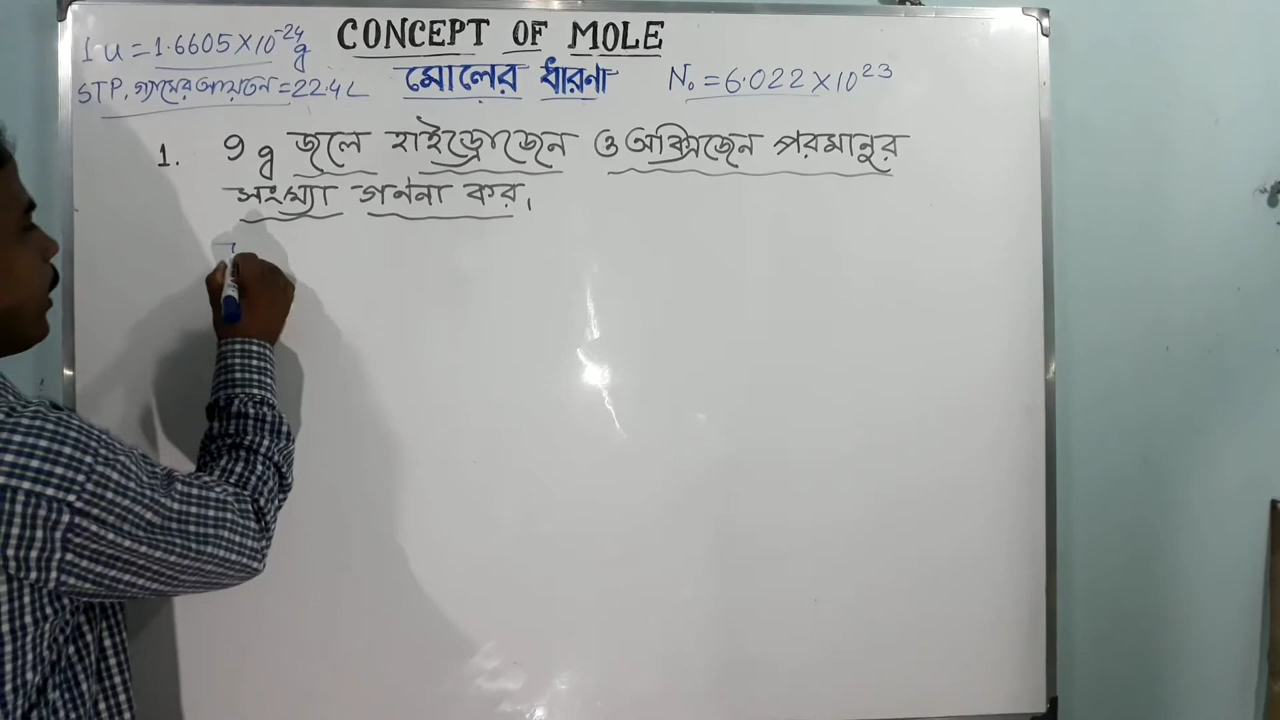 1 u = 1.6605 X 10⁻²⁴ g
CONCEPT OF MOLE
STP, গ্যাসের আয়তন = 22.4 L
মোলের ধারনা
N₀ = 6.022 X 10²³
1. 9 g জলে হাইড্রোজেন ও অক্সিজেন পরমানুর
সংখ্যা গননা কর।